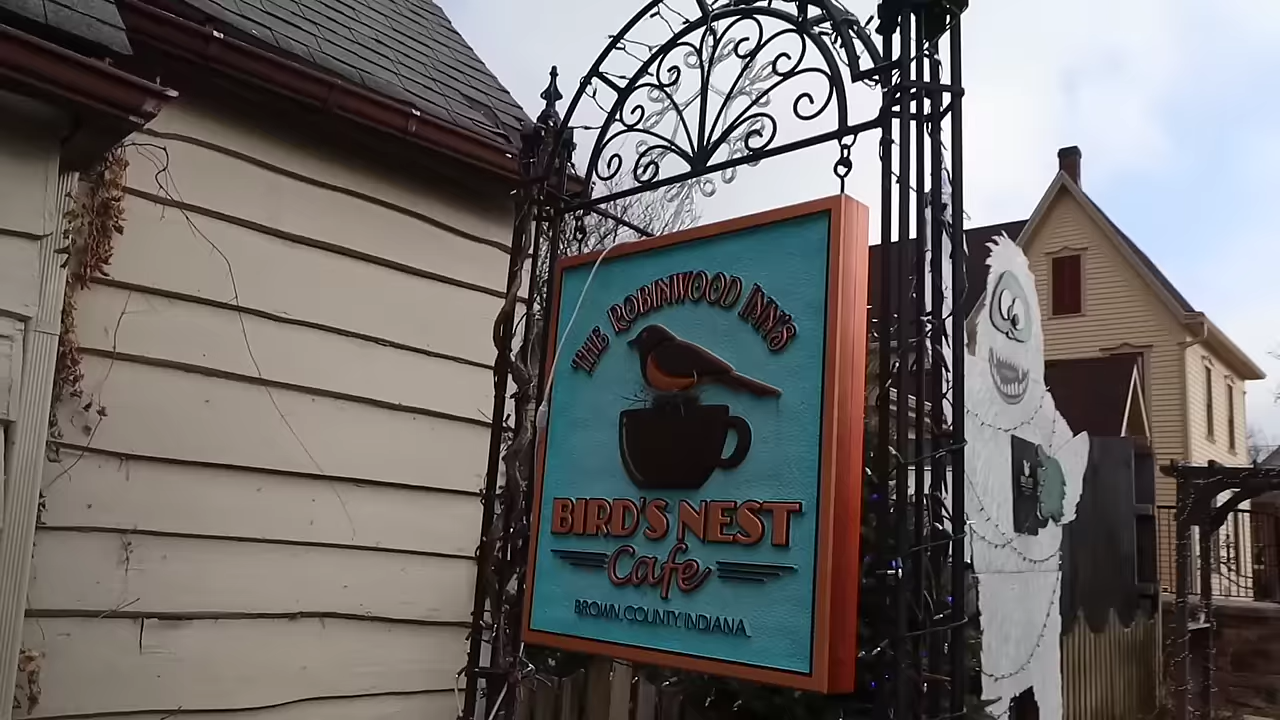 THE ROBINWOOD INN'S
BIRD'S NEST
Cafe
BROWN COUNTY INDIANA